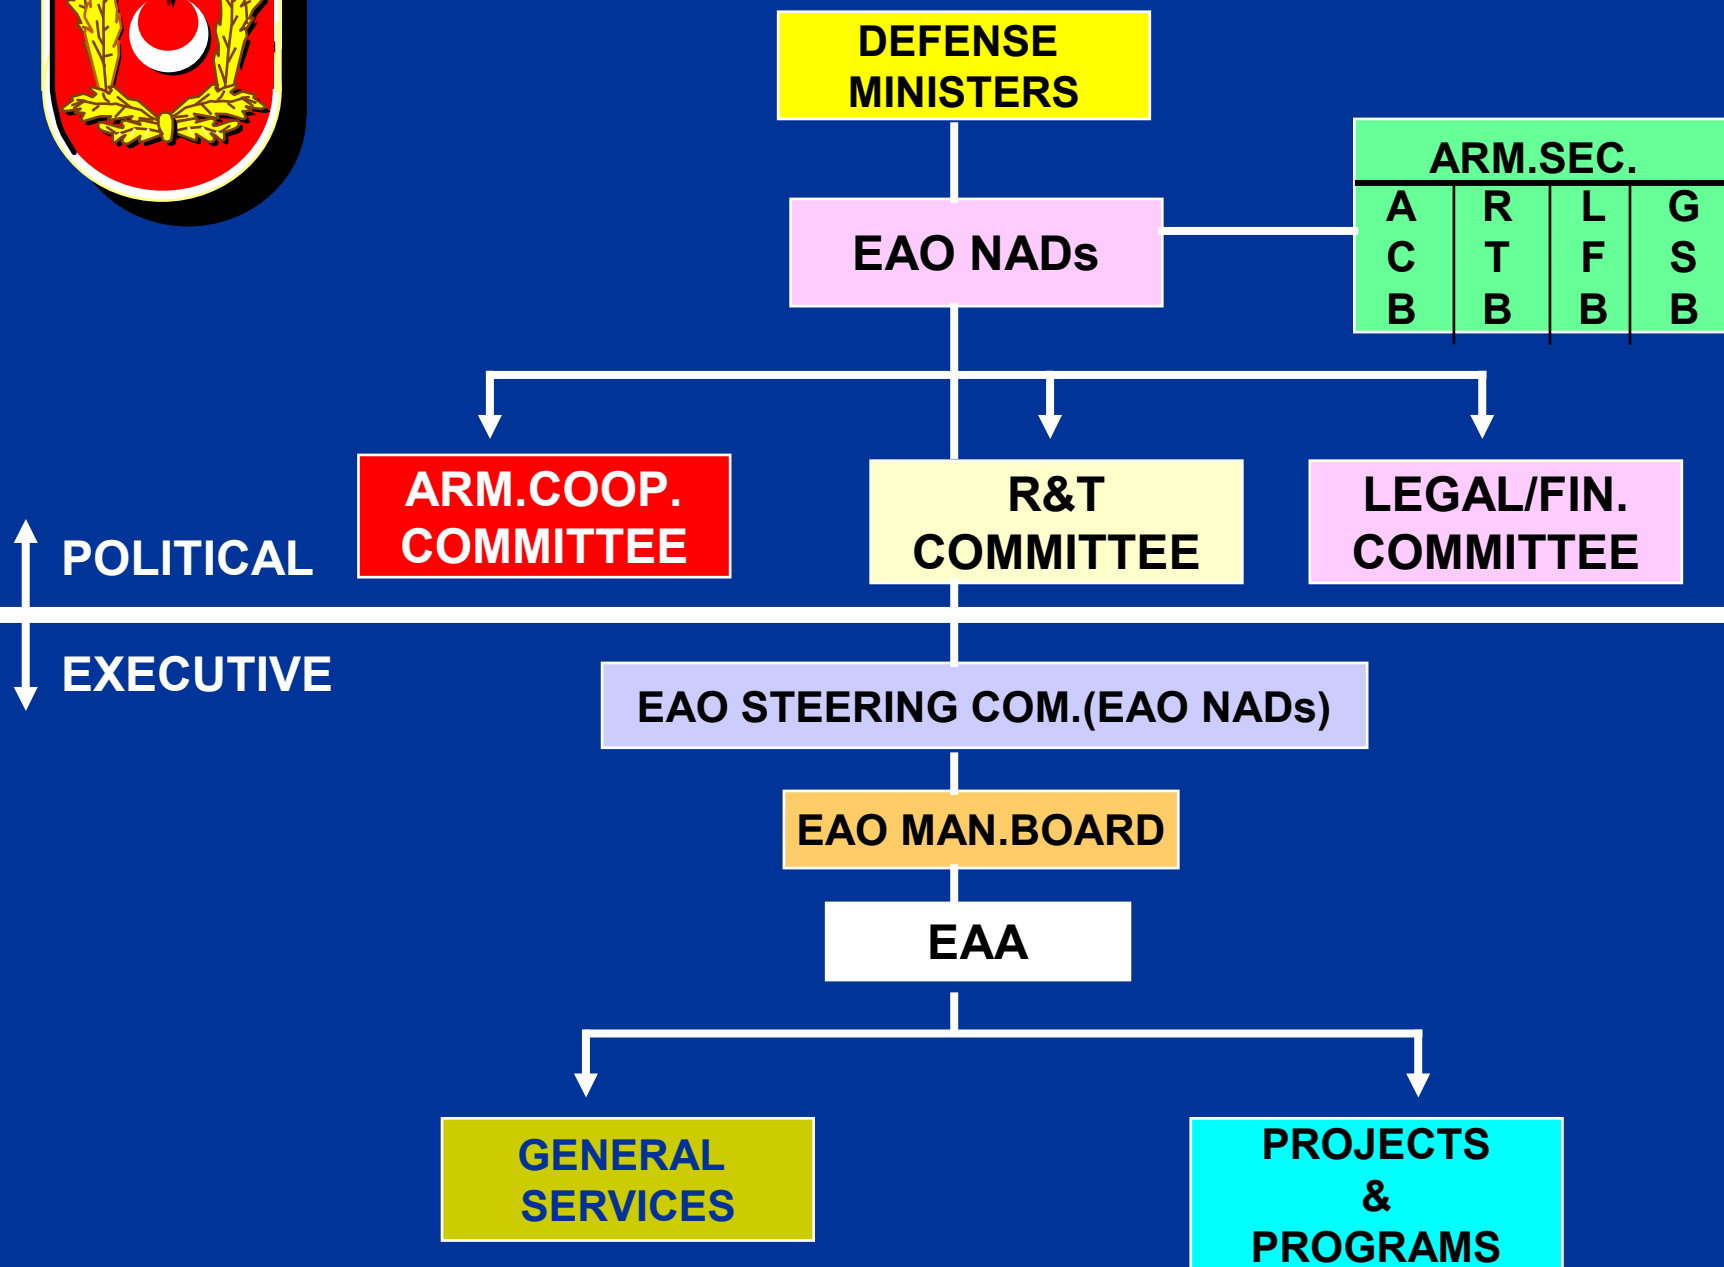 DEFENSE
MINISTERS
ARM.SEC.
A R L G
C T F S
B B B B
EAO NADs
ARM.COOP.
COMMITTEE
R&T
COMMITTEE
LEGAL/FIN.
COMMITTEE
POLITICAL
EXECUTIVE
EAO STEERING COM.(EAO NADs)
EAO MAN.BOARD
EAA
GENERAL
SERVICES
PROJECTS
&
PROGRAMS